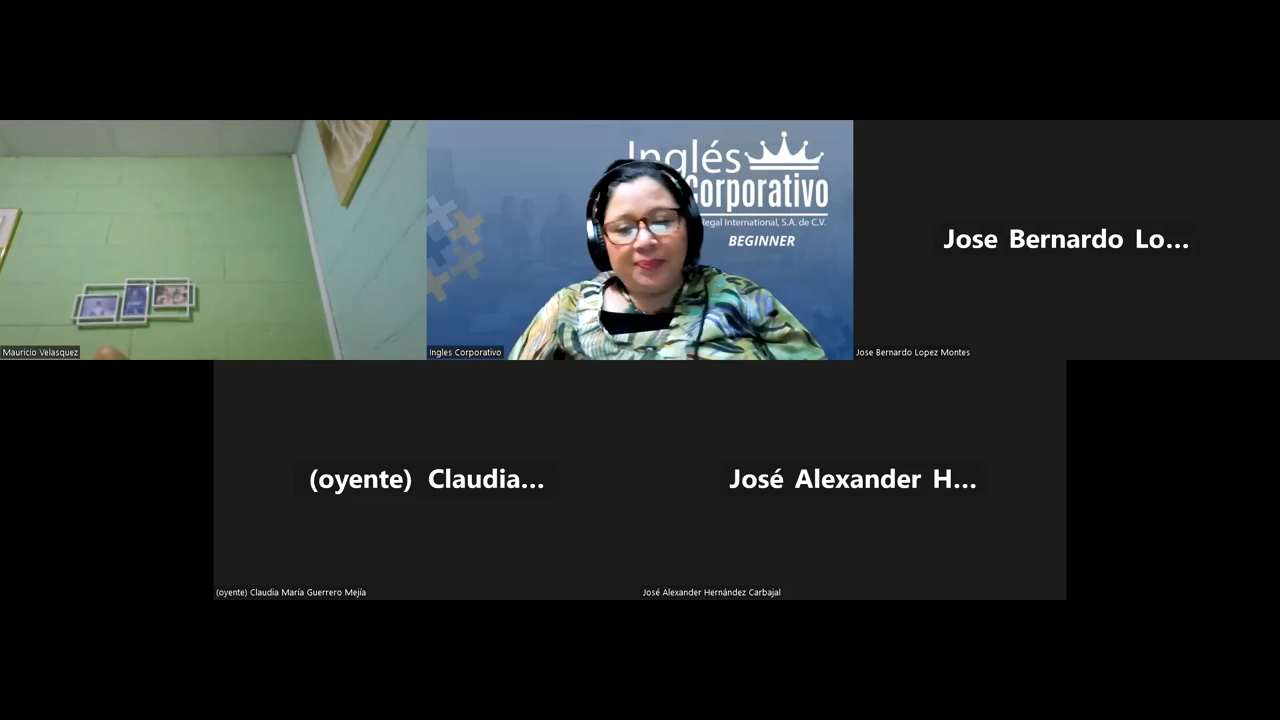 Inglés
Corporativo
Regal International, S.A. de C.V.
BEGINNER
Jose Bernardo Lo...
Mauricio Velasquez
Ingles Corporativo
Jose Bernardo Lopez Montes
(oyente) Claudia...
José Alexander H...
(oyente) Claudia María Guerrero Mejía
José Alexander Hernández Carbajal